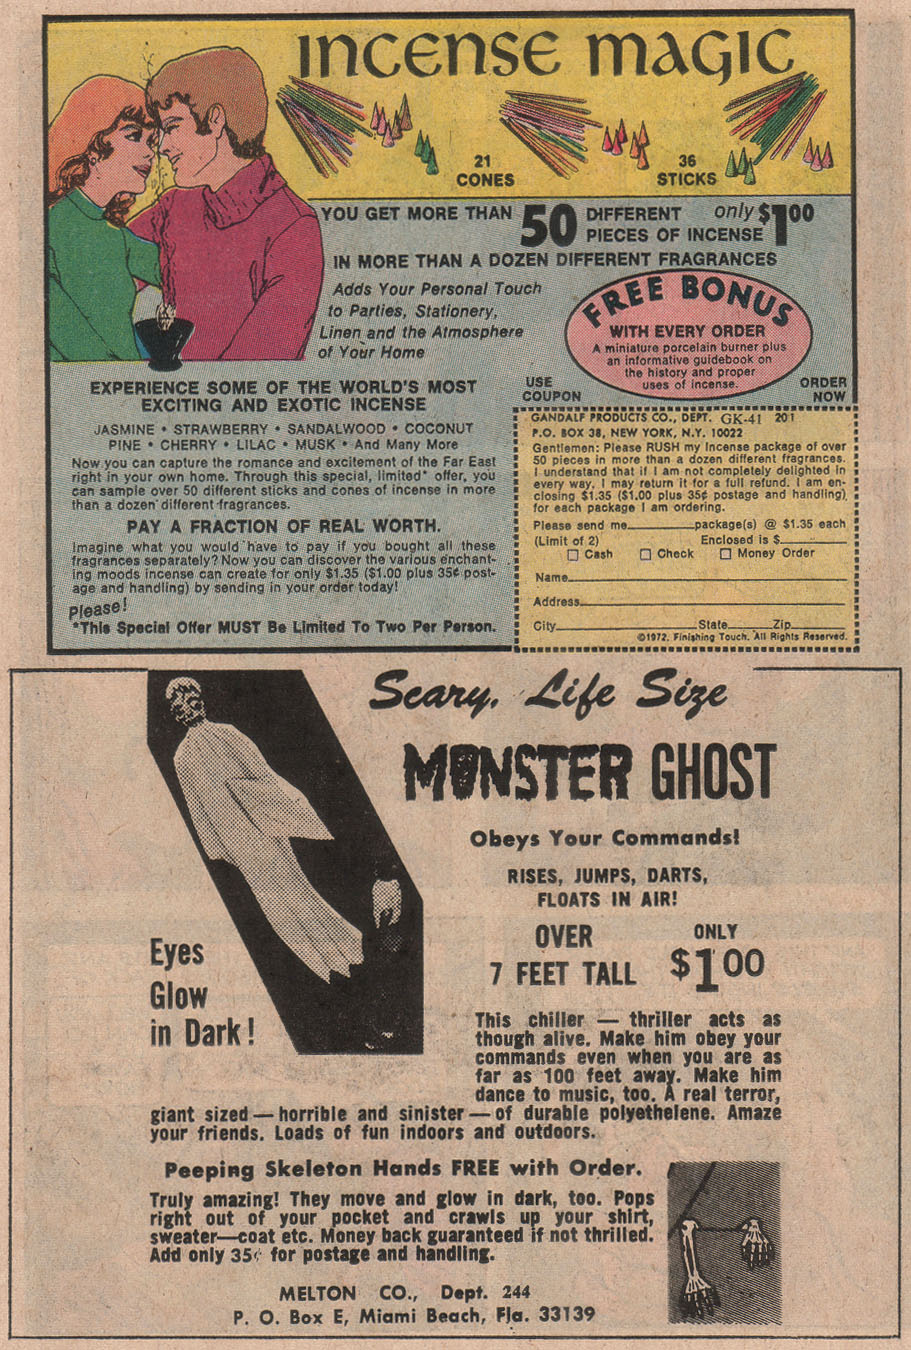 INCENSE MAGIC
21
CONES
36
STICKS
YOU GET MORE THAN 50 DIFFERENT PIECES OF INCENSE only $1.00
IN MORE THAN A DOZEN DIFFERENT FRAGRANCES
Adds Your Personal Touch
to Parties, Stationery,
Linen and the Atmosphere
of Your Home
FREE BONUS
WITH EVERY ORDER
A miniature porcelain burner plus
an informative guidebook on
the history and proper
uses of incense.
EXPERIENCE SOME OF THE WORLD'S MOST
EXCITING AND EXOTIC INCENSE
JASMINE • STRAWBERRY • SANDALWOOD • COCONUT
PINE • CHERRY • LILAC • MUSK • And Many More
Now you can capture the romance and excitement of the Far East
right in your own home. Through this special, limited* offer, you
can sample over 50 different sticks and cones of incense in more
than a dozen different fragrances.
PAY A FRACTION OF REAL WORTH.
Imagine what you would have to pay if you bought all these
fragrances separately? Now you can discover the various enchant-
ing moods incense can create for only $1.35 ($1.00 plus 35¢ post-
age and handling) by sending in your order today!
Please!
*This Special Offer MUST Be Limited To Two Per Person.
USE
COUPON
ORDER
NOW
GANDALF PRODUCTS CO., DEPT. GK-41 201
P.O. BOX 38, NEW YORK, N.Y. 10022
Gentlemen: Please RUSH my Incense package of over
50 pieces in more than a dozen different fragrances.
I understand that if I am not completely delighted in
every way, I may return it for a full refund. I am en-
closing $1.35 ($1.00 plus 35¢ postage and handling)
for each package I am ordering.
Please send me______package(s) @ $1.35 each
(Limit of 2) Enclosed is $______
☐ Cash ☐ Check ☐ Money Order
Name______
Address______
City______State______Zip______
©1972, Finishing Touch. All Rights Reserved.
Scary, Life Size
MONSTER GHOST
Obeys Your Commands!
RISES, JUMPS, DARTS,
FLOATS IN AIR!
OVER
7 FEET TALL
ONLY
$1.00
Eyes
Glow
in Dark!
This chiller — thriller acts as
though alive. Make him obey your
commands even when you are as
far as 100 feet away. Make him
dance to music, too. A real terror,
giant sized — horrible and sinister — of durable polyethelene. Amaze
your friends. Loads of fun indoors and outdoors.
Peeping Skeleton Hands FREE with Order.
Truly amazing! They move and glow in dark, too. Pops
right out of your pocket and crawls up your shirt,
sweater—coat etc. Money back guaranteed if not thrilled.
Add only 35¢ for postage and handling.
MELTON CO., Dept. 244
P. O. Box E, Miami Beach, Fla. 33139